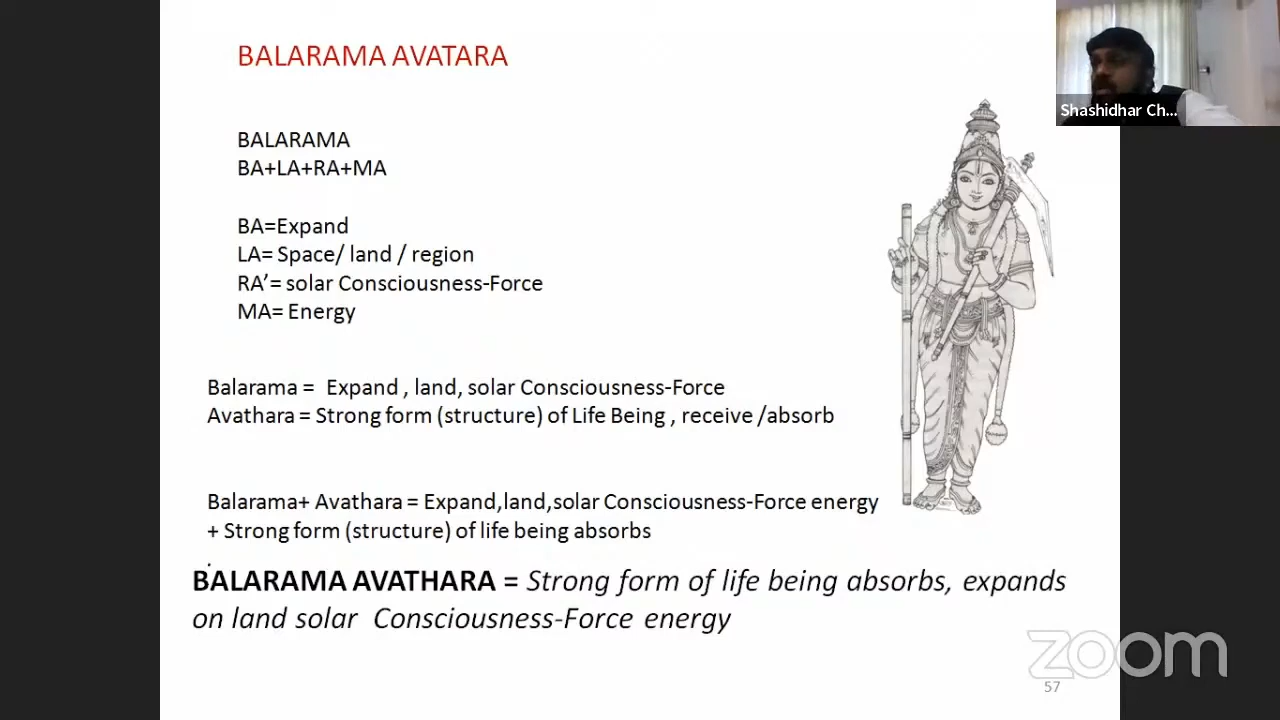 BALARAMA AVATARA
Shashidhar Ch...
BALARAMA
BA+LA+RA+MA
BA=Expand
LA= Space/ land / region
RA’= solar Consciousness-Force
MA= Energy
Balarama = Expand , land, solar Consciousness-Force
Avathara = Strong form (structure) of Life Being , receive /absorb
Balarama+ Avathara = Expand,land,solar Consciousness-Force energy
+ Strong form (structure) of life being absorbs
.
BALARAMA AVATHARA = Strong form of life being absorbs, expands
on land solar Consciousness-Force energy
zoom
57